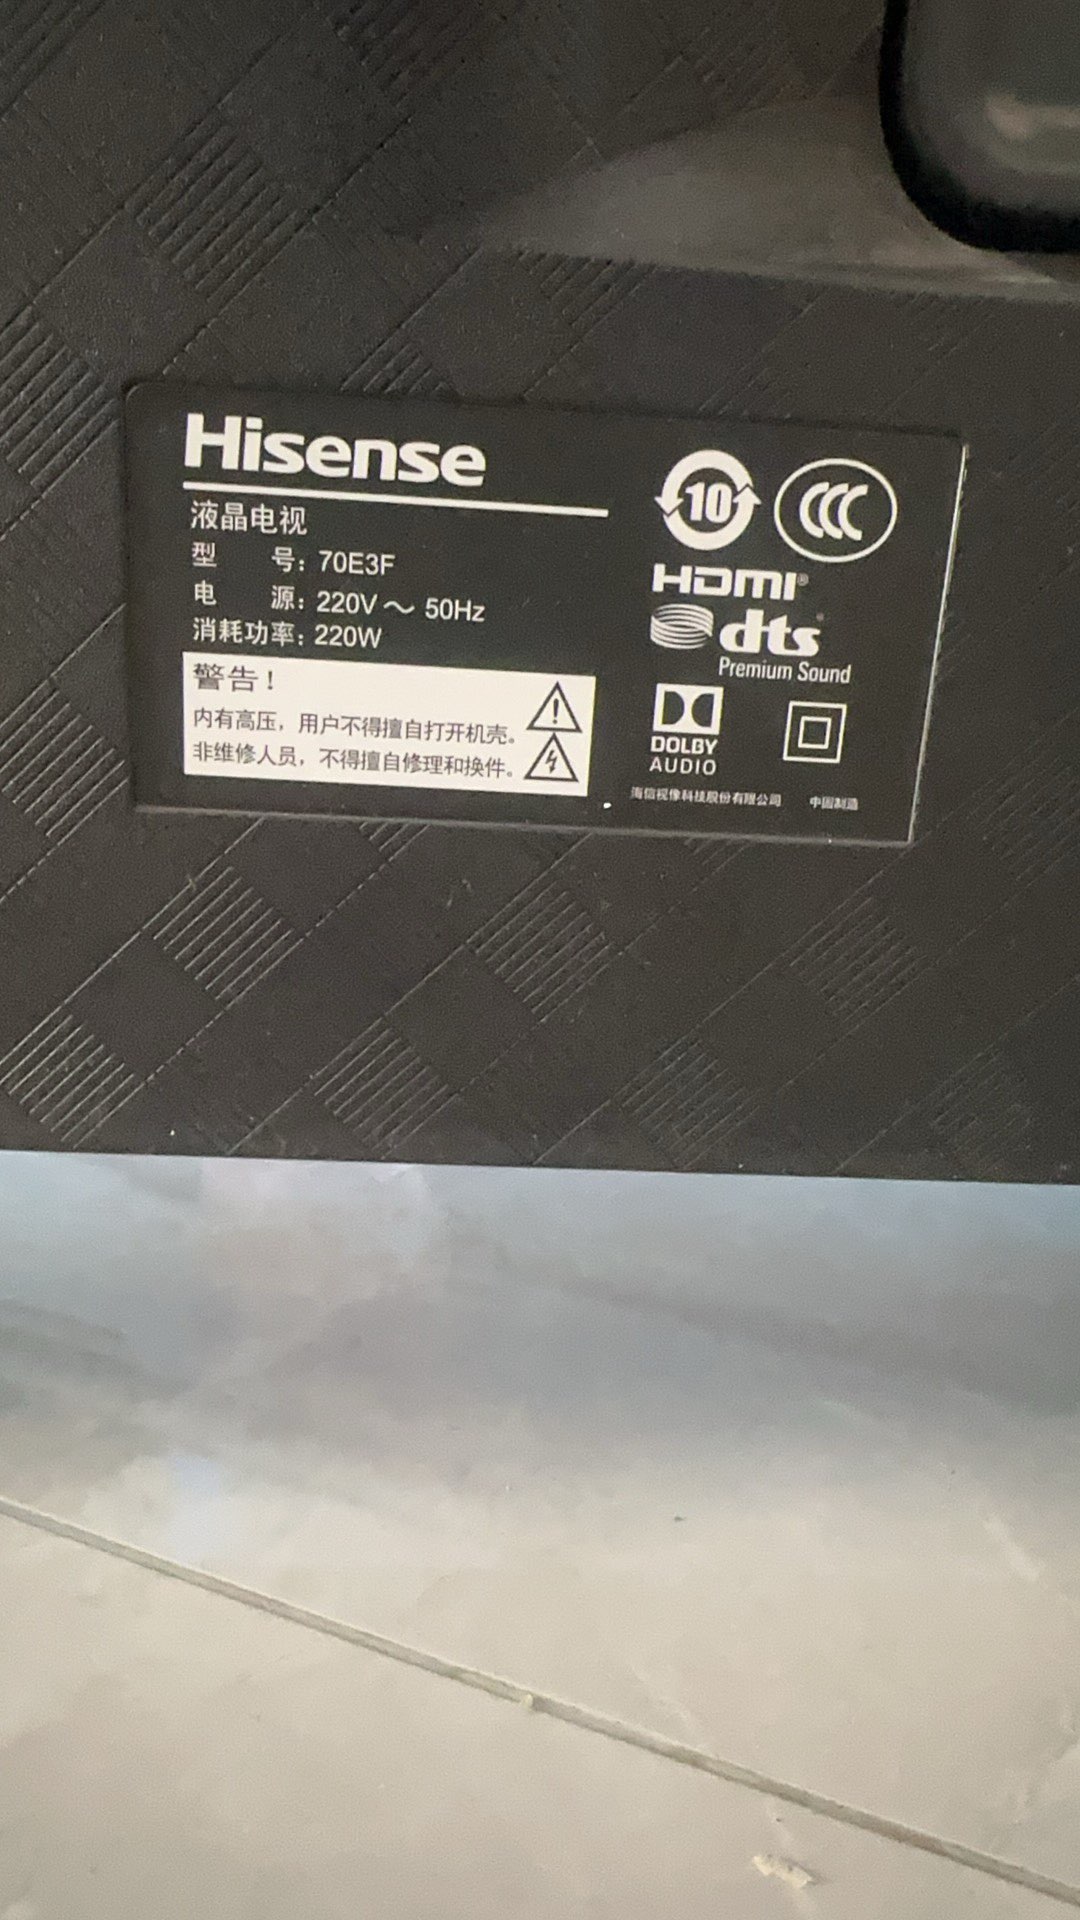 Hisense
液晶电视
型 号: 70E3F
电 源: 220V～ 50Hz
消耗功率: 220W
警告!
内有高压，用户不得擅自打开机壳。
非维修人员，不得擅自修理和换件。
10
CCC
HDMI®
dts
Premium Sound
DOLBY
AUDIO
海信视像科技股份有限公司 中国制造